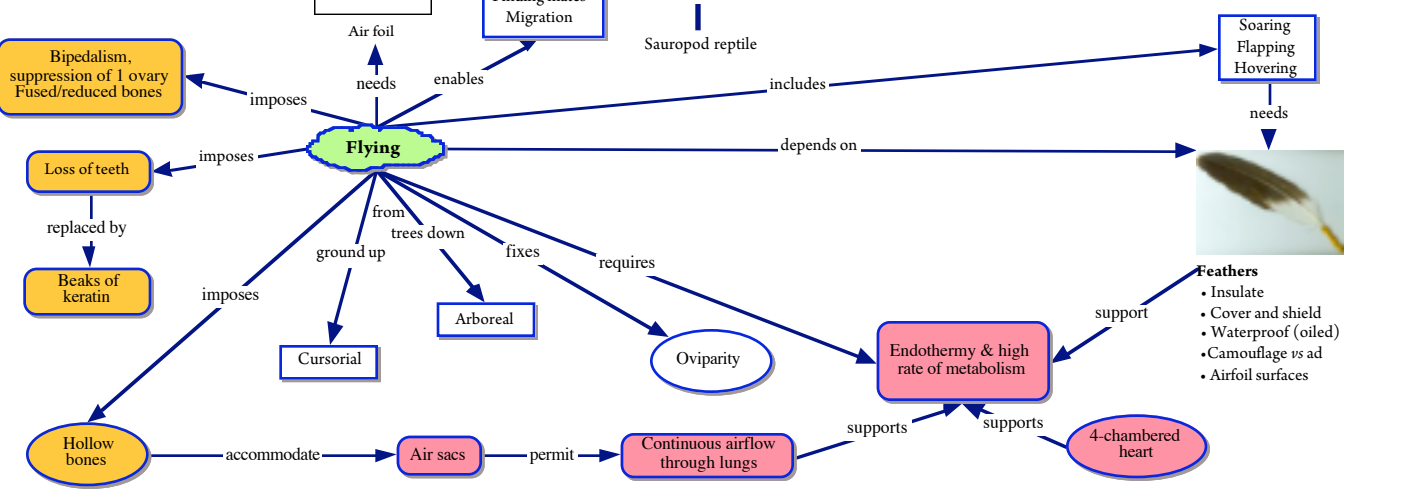 Migration
Air foil
Sauropod reptile
Soaring
Flapping
Hovering
Bipedalism,
suppression of 1 ovary
Fused/reduced bones
imposes
needs
enables
includes
needs
Flying
depends on
imposes
Loss of teeth
replaced by
Beaks of
keratin
from
trees down
ground up
fixes
requires
imposes
Cursorial
Arboreal
Oviparity
Endothermy & high
rate of metabolism
support
Feathers
• Insulate
• Cover and shield
• Waterproof (oiled)
•Camouflage vs ad
• Airfoil surfaces
Hollow
bones
accommodate
Air sacs
permit
Continuous airflow
through lungs
supports
supports
4-chambered
heart